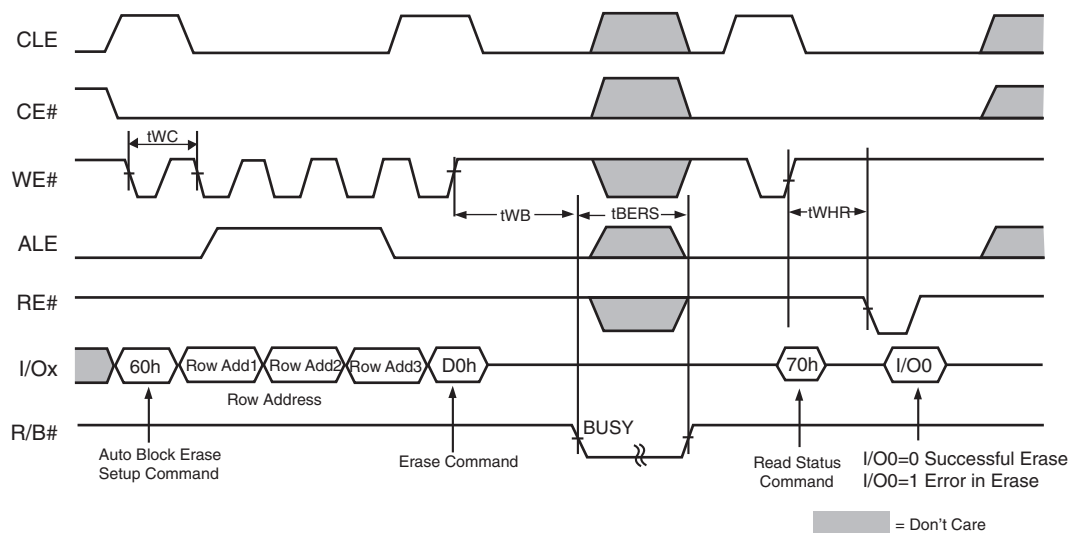 CLE
CE#
tWC
WE#
tWB
tBERS
tWHR
ALE
RE#
I/Ox
60h
Row Add1
Row Add2
Row Add3
D0h
70h
I/O0
Row Address
R/B#
BUSY
Auto Block Erase
Setup Command
Erase Command
Read Status
Command
I/O0=0 Successful Erase
I/O0=1 Error in Erase
= Don't Care